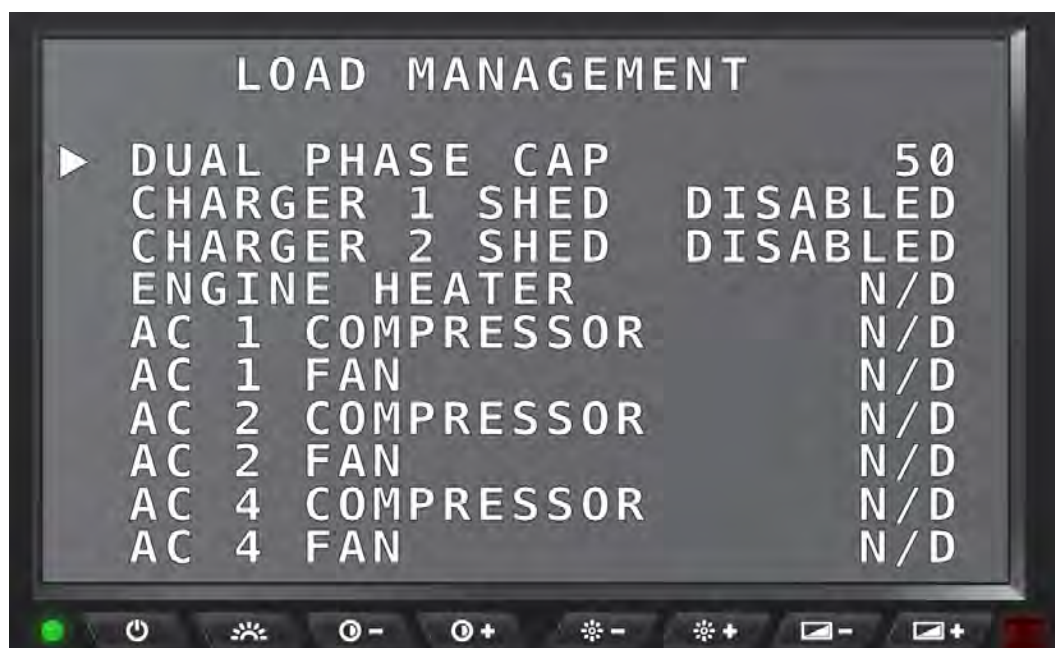 LOAD MANAGEMENT
DUAL PHASE CAP 50
CHARGER 1 SHED DISABLED
CHARGER 2 SHED DISABLED
ENGINE HEATER N/D
AC 1 COMPRESSOR N/D
AC 1 FAN N/D
AC 2 COMPRESSOR N/D
AC 2 FAN N/D
AC 4 COMPRESSOR N/D
AC 4 FAN N/D